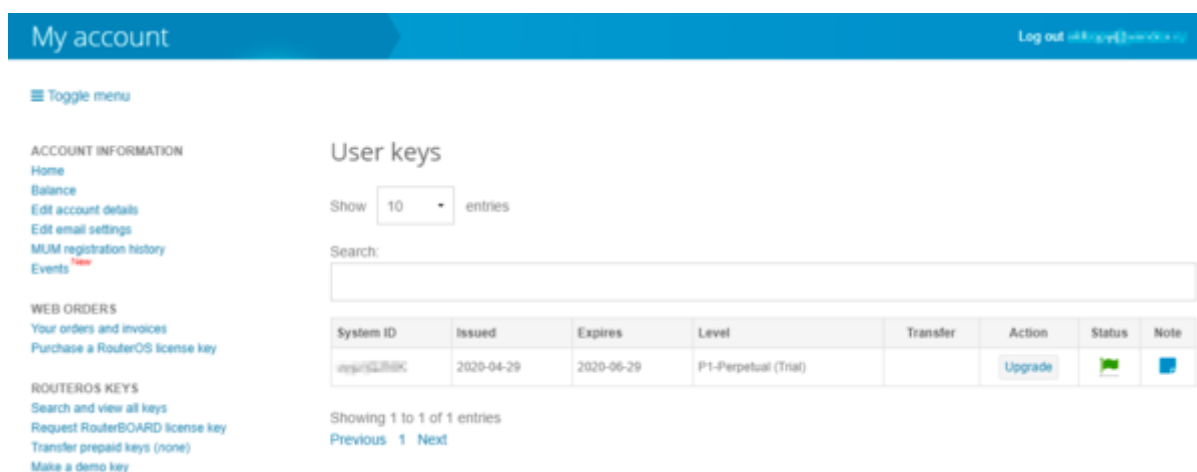 My account
Log out
Toggle menu
ACCOUNT INFORMATION
Home
Balance
Edit account details
Edit email settings
MUM registration history
Events New
WEB ORDERS
Your orders and invoices
Purchase a RouterOS license key
ROUTEROS KEYS
Search and view all keys
Request RouterBOARD license key
Transfer prepaid keys (none)
Make a demo key
User keys
Show 10 entries
Search:
System ID Issued Expires Level Transfer Action Status Note
2020-04-29 2020-06-29 P1-Perpetual (Trial) Upgrade
Showing 1 to 1 of 1 entries
Previous 1 Next